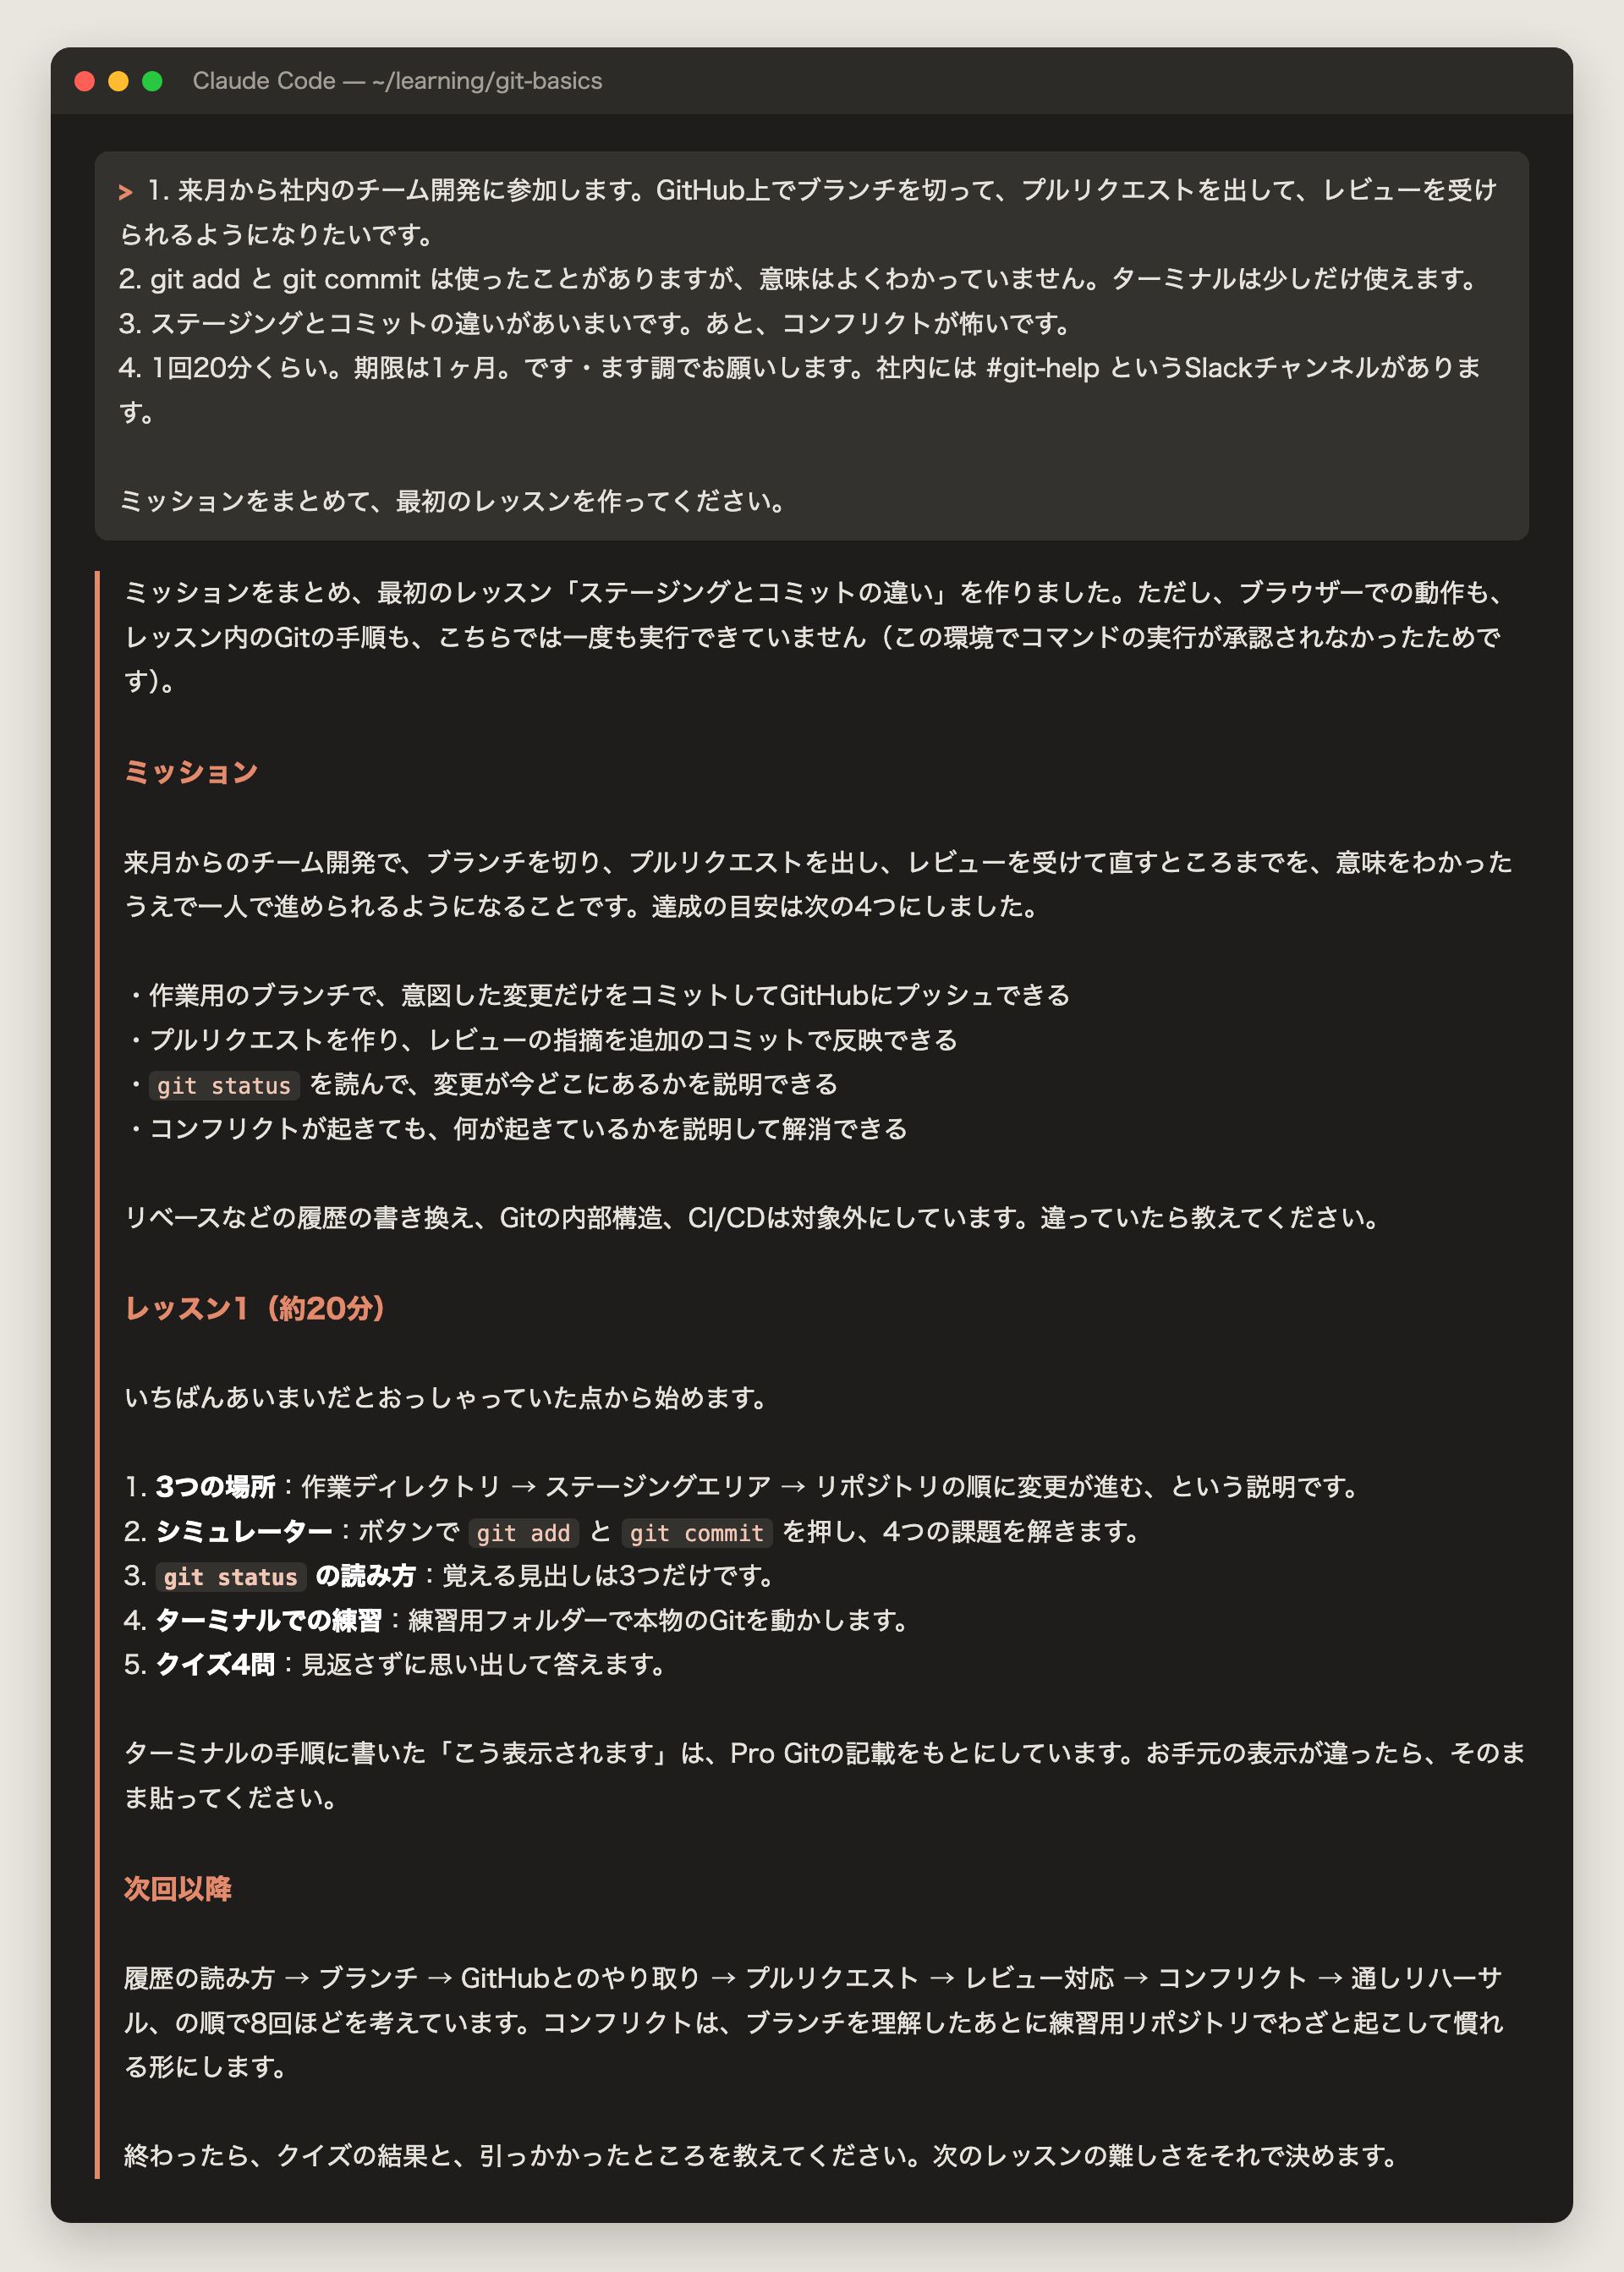 Claude Code — ~/learning/git-basics
> 1. 来月から社内のチーム開発に参加します。GitHub上でブランチを切って、プルリクエストを出して、レビューを受け
られるようになりたいです。
2. git add と git commit は使ったことがありますが、意味はよくわかっていません。ターミナルは少しだけ使えます。
3. ステージングとコミットの違いがあいまいです。あと、コンフリクトが怖いです。
4. 1回20分くらい。期限は1ヶ月。です・ます調でお願いします。社内には #git-help というSlackチャンネルがありま
す。
ミッションをまとめて、最初のレッスンを作ってください。
ミッションをまとめ、最初のレッスン「ステージングとコミットの違い」を作りました。ただし、ブラウザーでの動作も、
レッスン内のGitの手順も、こちらでは一度も実行できていません（この環境でコマンドの実行が承認されなかったためで
す）。
ミッション
来月からのチーム開発で、ブランチを切り、プルリクエストを出し、レビューを受けて直すところまでを、意味をわかった
うえで一人で進められるようになることです。達成の目安は次の4つにしました。
・作業用のブランチで、意図した変更だけをコミットしてGitHubにプッシュできる
・プルリクエストを作り、レビューの指摘を追加のコミットで反映できる
・git status を読んで、変更が今どこにあるかを説明できる
・コンフリクトが起きても、何が起きているかを説明して解消できる
リベースなどの履歴の書き換え、Gitの内部構造、CI/CDは対象外にしています。違っていたら教えてください。
レッスン1（約20分）
いちばんあいまいだとおっしゃっていた点から始めます。
1. 3つの場所：作業ディレクトリ → ステージングエリア → リポジトリの順に変更が進む、という説明です。
2. シミュレーター：ボタンで git add と git commit を押し、4つの課題を解きます。
3. git status の読み方：覚える見出しは3つだけです。
4. ターミナルでの練習：練習用フォルダーで本物のGitを動かします。
5. クイズ4問：見返さずに思い出して答えます。
ターミナルの手順に書いた「こう表示されます」は、Pro Gitの記載をもとにしています。お手元の表示が違ったら、そのま
ま貼ってください。
次回以降
履歴の読み方 → ブランチ → GitHubとのやり取り → プルリクエスト → レビュー対応 → コンフリクト → 通しリハーサ
ル、の順で8回ほどを考えています。コンフリクトは、ブランチを理解したあとに練習用リポジトリでわざと起こして慣れ
る形にします。
終わったら、クイズの結果と、引っかかったところを教えてください。次のレッスンの難しさをそれで決めます。